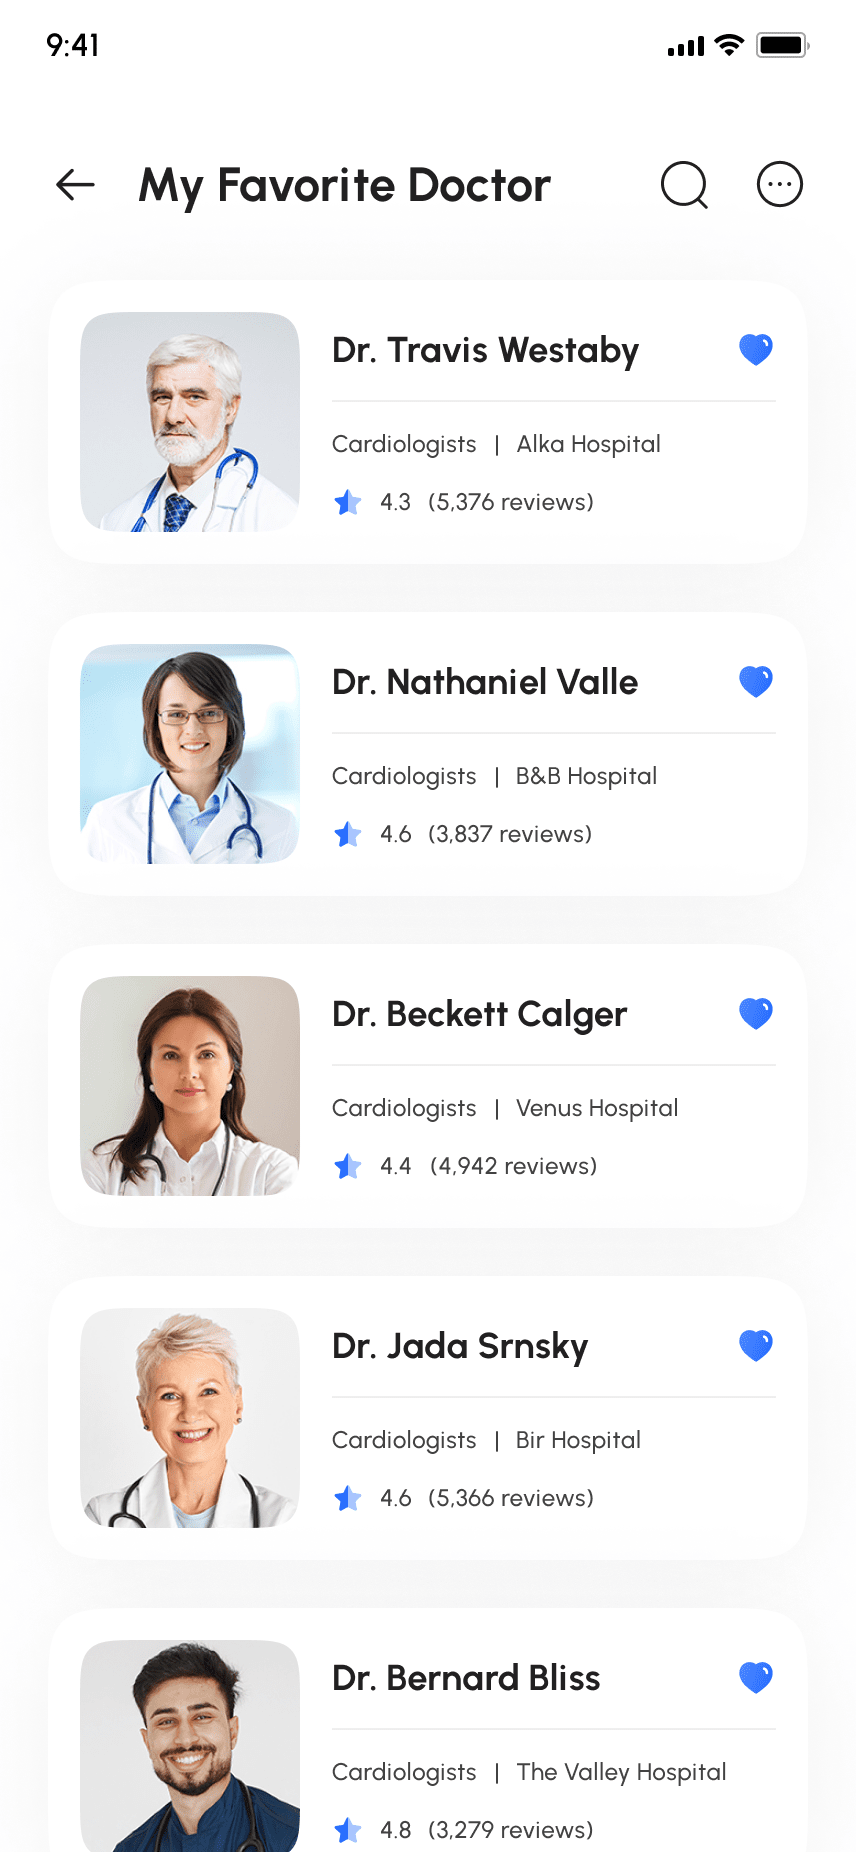 9:41
My Favorite Doctor
Dr. Travis Westaby
Cardiologists | Alka Hospital
4.3 (5,376 reviews)
Dr. Nathaniel Valle
Cardiologists | B&B Hospital
4.6 (3,837 reviews)
Dr. Beckett Calger
Cardiologists | Venus Hospital
4.4 (4,942 reviews)
Dr. Jada Srnsky
Cardiologists | Bir Hospital
4.6 (5,366 reviews)
Dr. Bernard Bliss
Cardiologists | The Valley Hospital
4.8 (3,279 reviews)